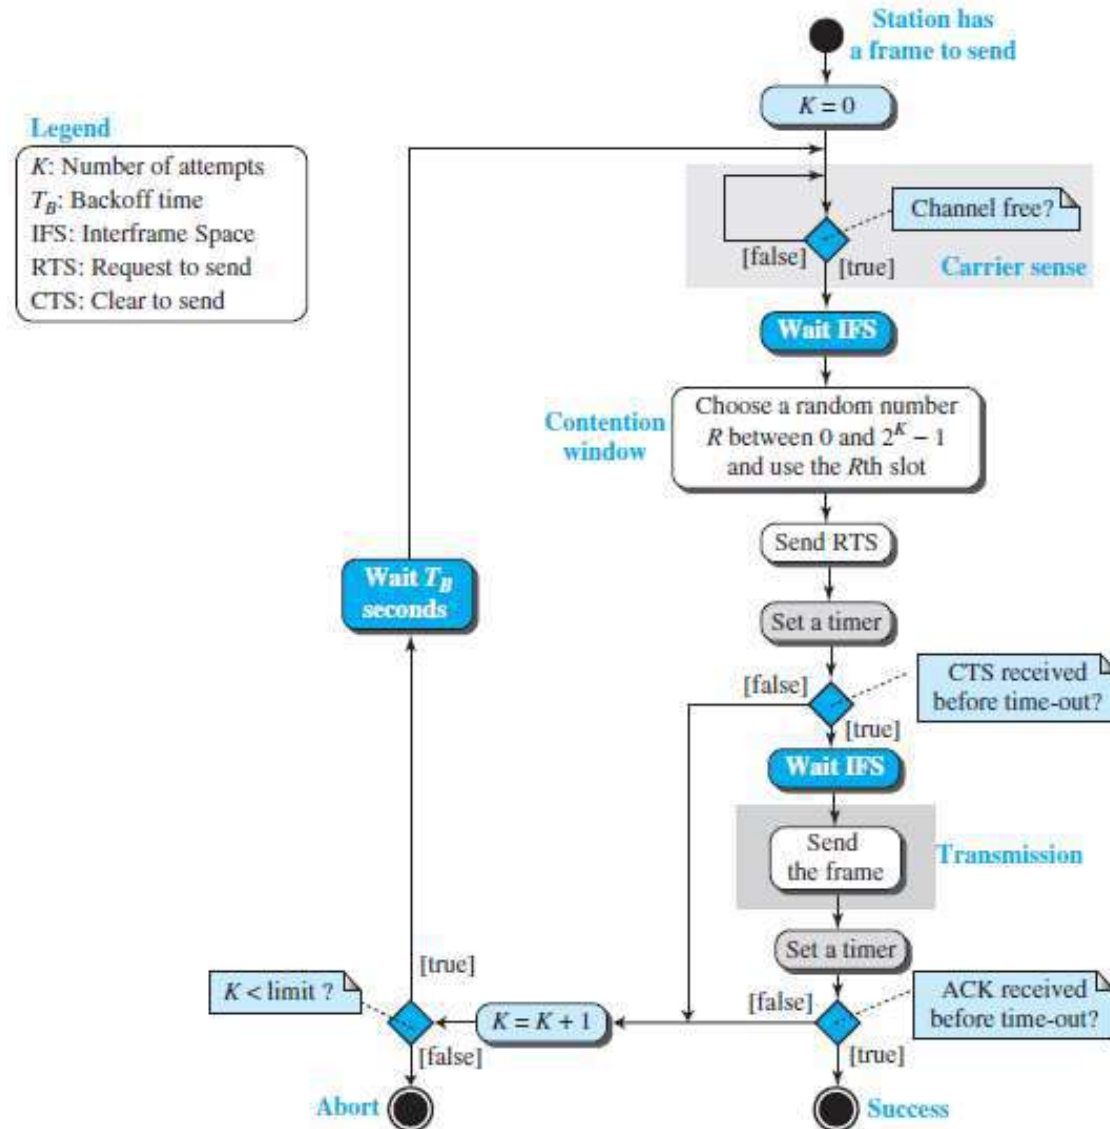 Station has
a frame to send
K = 0
Legend
K: Number of attempts
T_B: Backoff time
IFS: Interframe Space
RTS: Request to send
CTS: Clear to send
Channel free?
[false]
[true]
Carrier sense
Wait IFS
Contention
window
Choose a random number
R between 0 and 2^K – 1
and use the Rth slot
Send RTS
Wait T_B
seconds
Set a timer
CTS received
before time-out?
[false]
[true]
Wait IFS
Send
the frame
Transmission
Set a timer
[true]
K < limit ?
[false]
ACK received
before time-out?
K = K + 1
[false]
[true]
Abort
Success